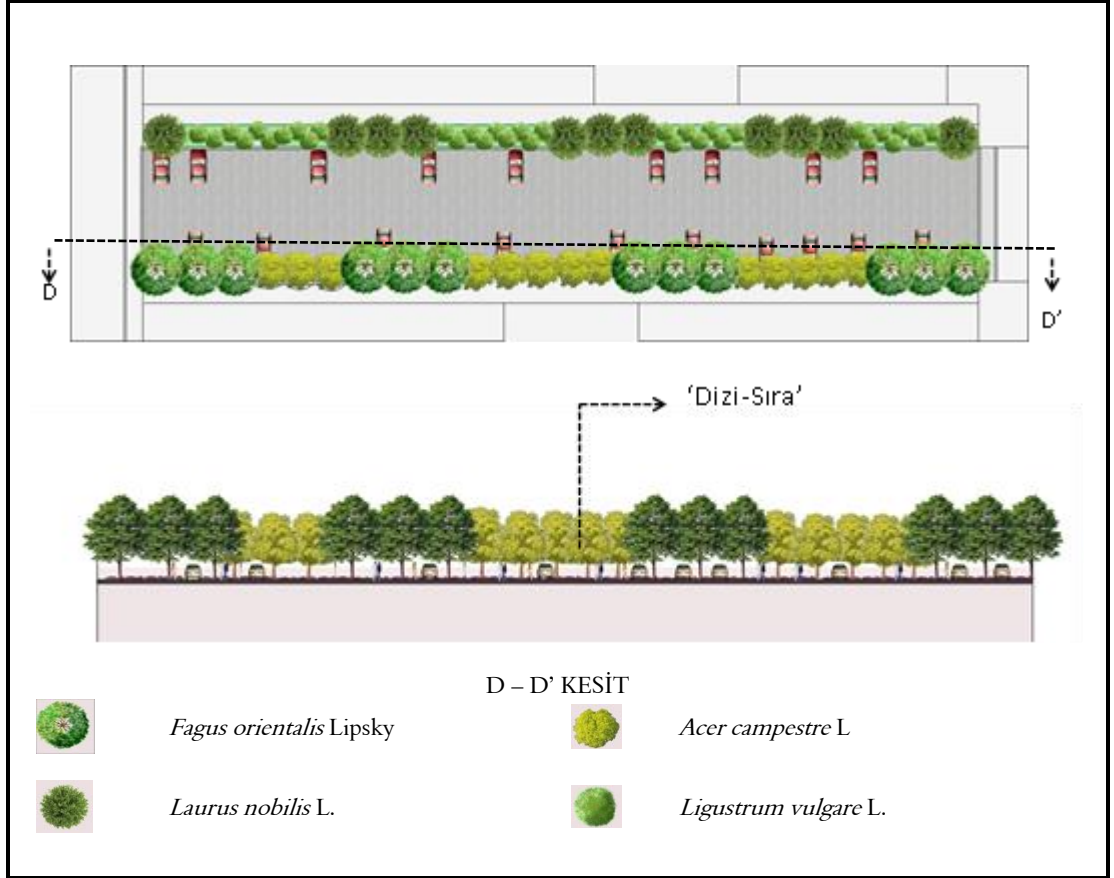 D
D'
‘Dizi-Sıra’
D – D’ KESİT
Fagus orientalis Lipsky
Acer campestre L
Laurus nobilis L.
Ligustrum vulgare L.